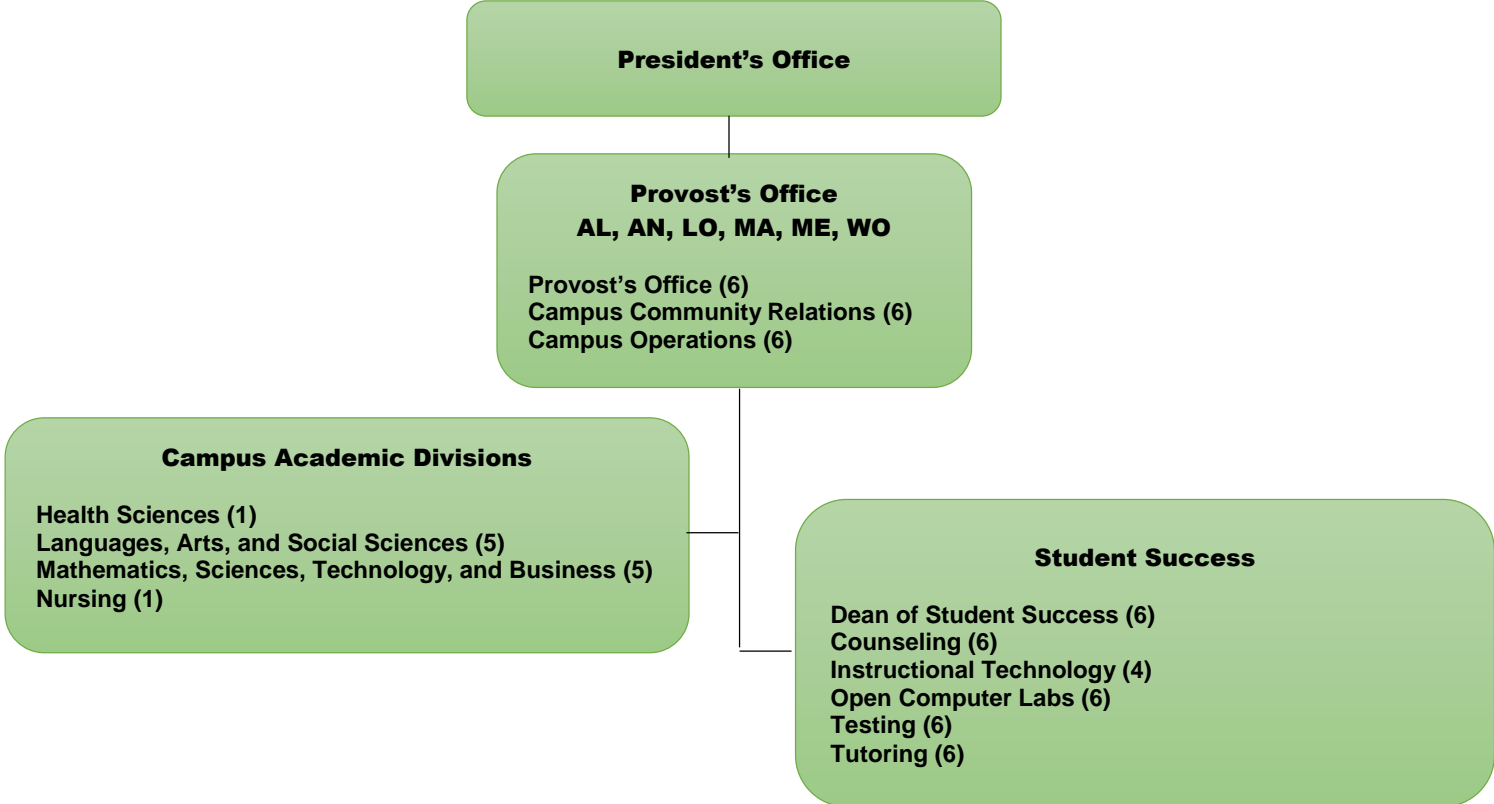 President’s Office
Provost’s Office
AL, AN, LO, MA, ME, WO
Provost’s Office (6)
Campus Community Relations (6)
Campus Operations (6)
Campus Academic Divisions
Health Sciences (1)
Languages, Arts, and Social Sciences (5)
Mathematics, Sciences, Technology, and Business (5)
Nursing (1)
Student Success
Dean of Student Success (6)
Counseling (6)
Instructional Technology (4)
Open Computer Labs (6)
Testing (6)
Tutoring (6)